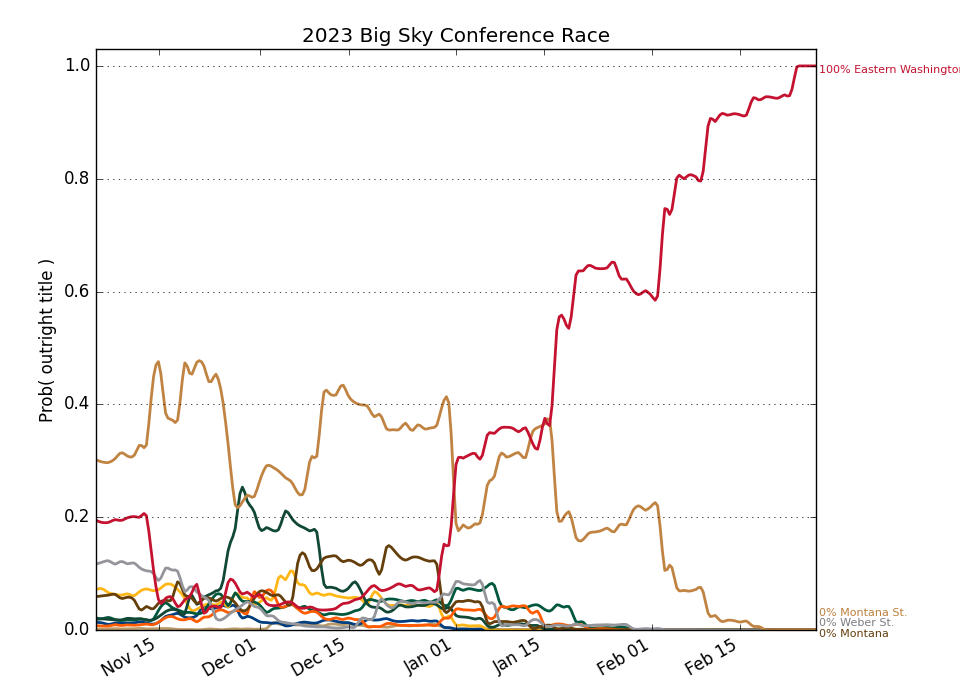 2023 Big Sky Conference Race
Prob( outright title )
1.0
0.8
0.6
0.4
0.2
0.0
Nov 15
Dec 01
Dec 15
Jan 01
Jan 15
Feb 01
Feb 15
100% Eastern Washington
0% Montana St.
0% Weber St.
0% Montana